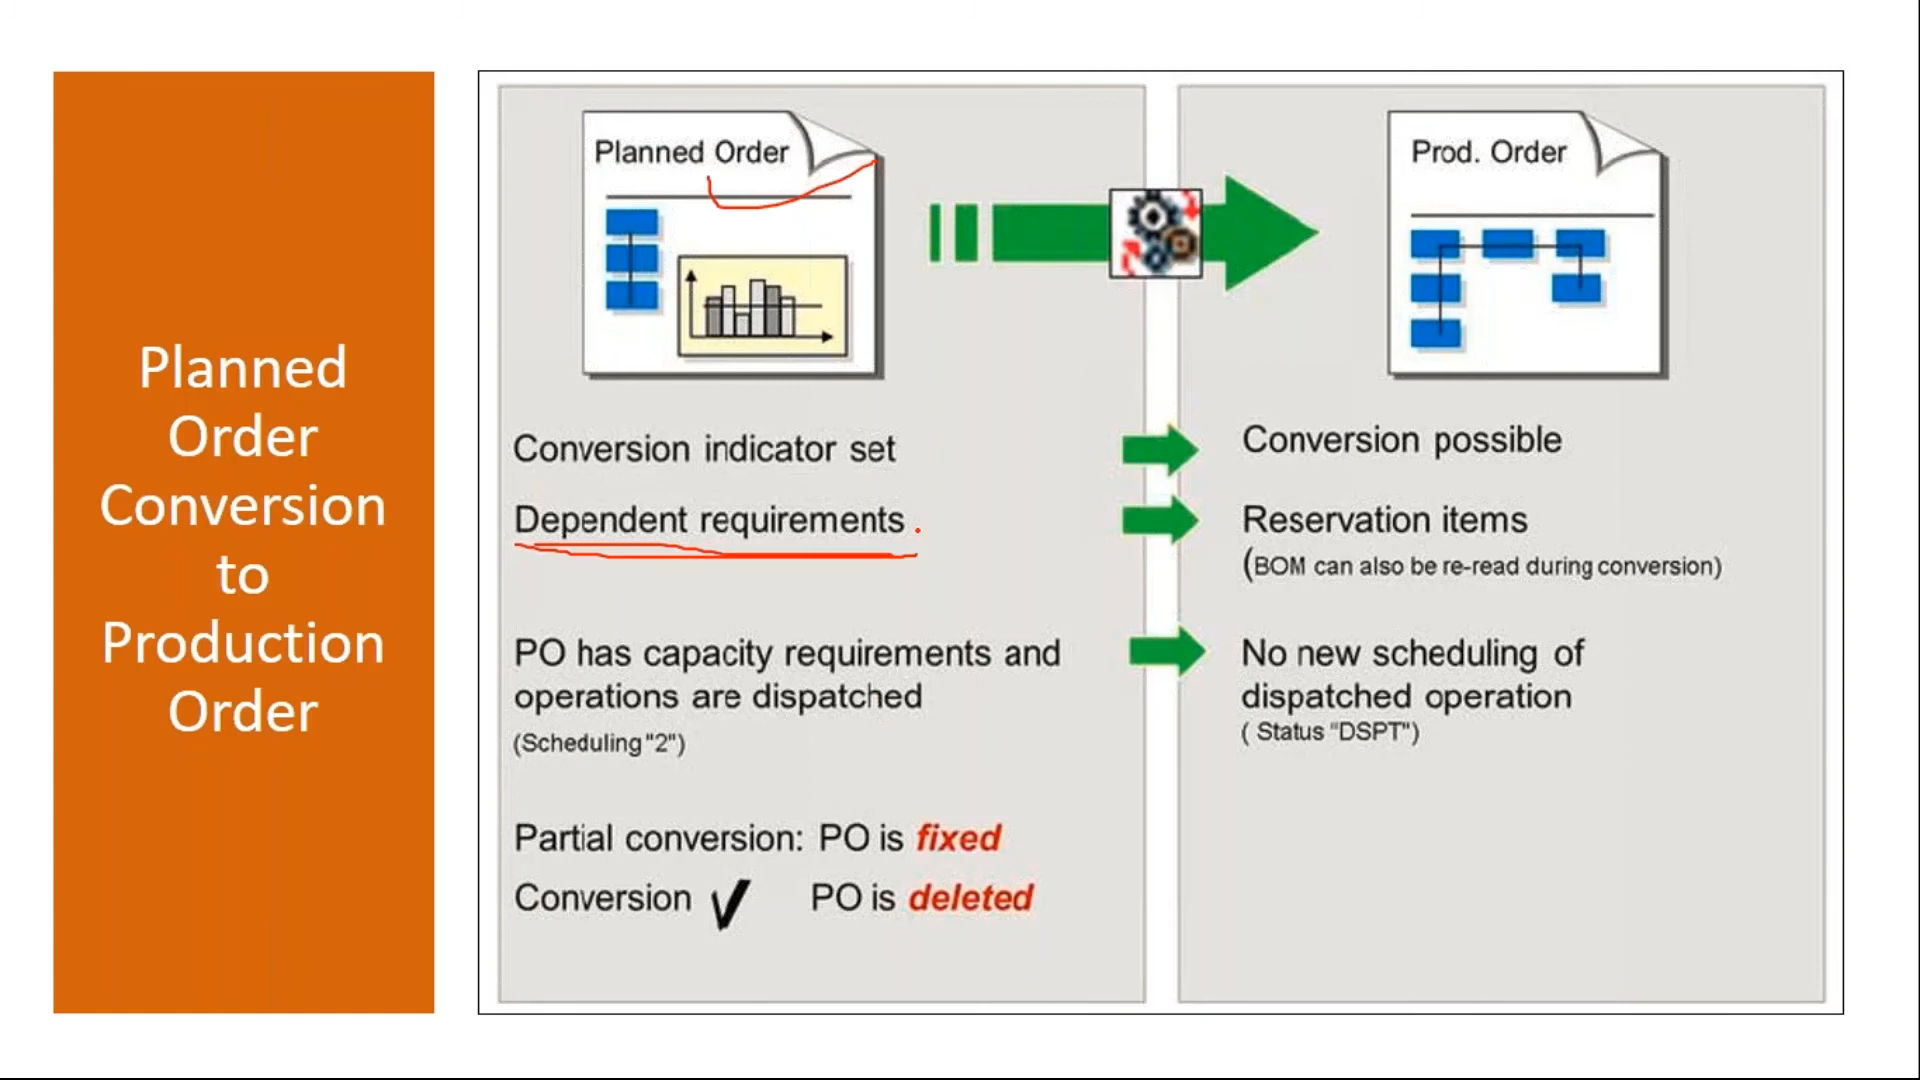 Planned
Order
Conversion
to
Production
Order
Planned Order
Prod. Order
Conversion indicator set
Conversion possible
Dependent requirements
Reservation items
(BOM can also be re-read during conversion)
PO has capacity requirements and
operations are dispatched
(Scheduling "2")
No new scheduling of
dispatched operation
( Status "DSPT")
Partial conversion: PO is fixed
Conversion ✓ PO is deleted